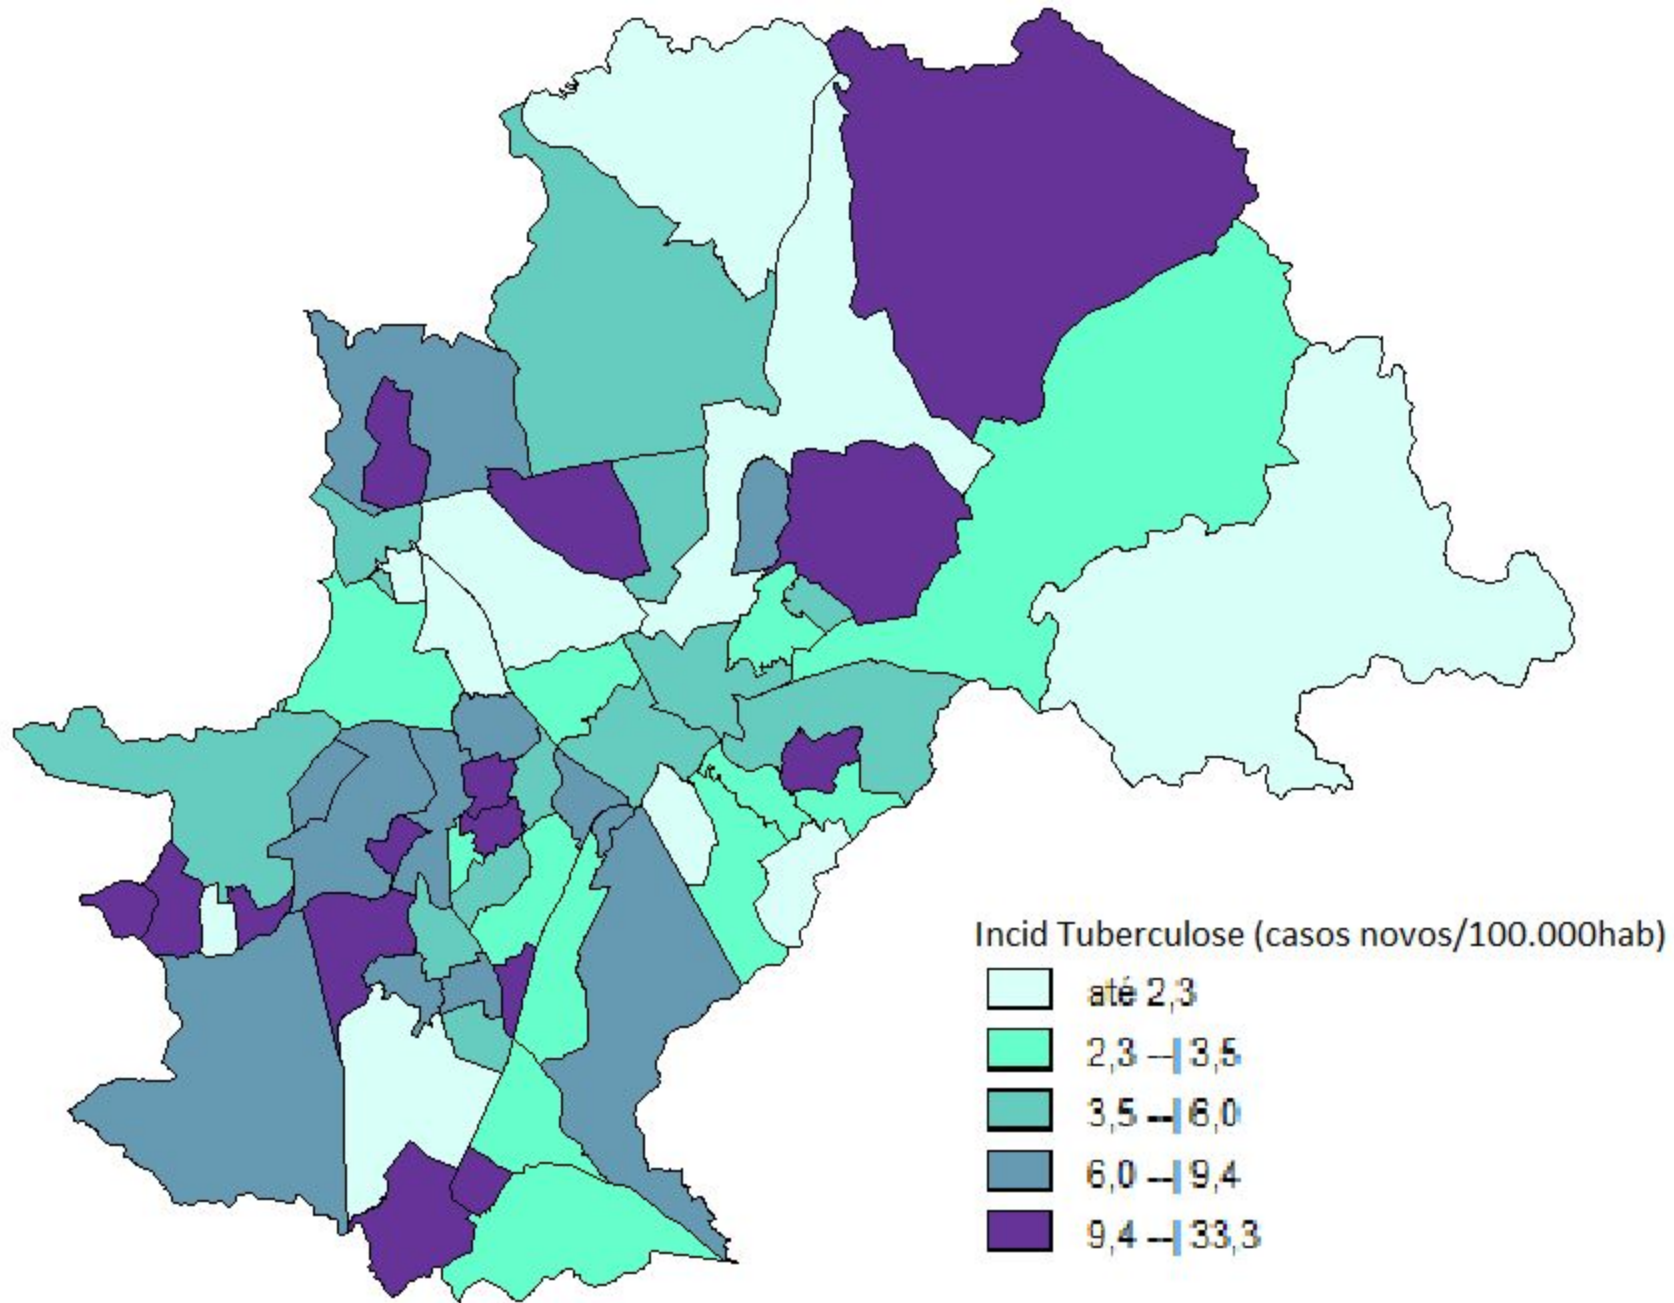 Incid Tuberculose (casos novos/100.000hab)
até 2,3
2,3 --| 3,5
3,5 --| 6,0
6,0 --| 9,4
9,4 --| 33,3